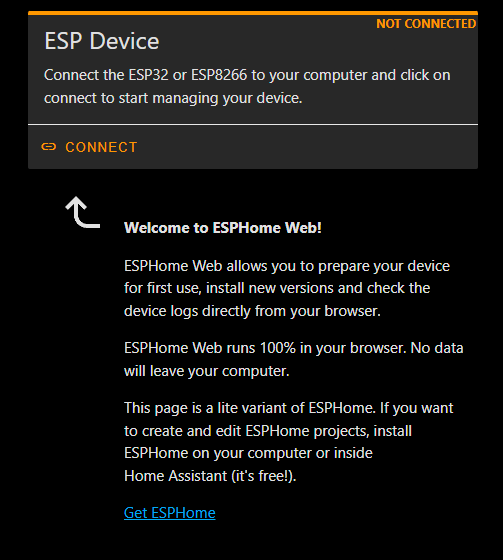 NOT CONNECTED
ESP Device
Connect the ESP32 or ESP8266 to your computer and click on
connect to start managing your device.
CONNECT
Welcome to ESPHome Web!
ESPHome Web allows you to prepare your device
for first use, install new versions and check the
device logs directly from your browser.
ESPHome Web runs 100% in your browser. No data
will leave your computer.
This page is a lite variant of ESPHome. If you want
to create and edit ESPHome projects, install
ESPHome on your computer or inside
Home Assistant (it's free!).
Get ESPHome